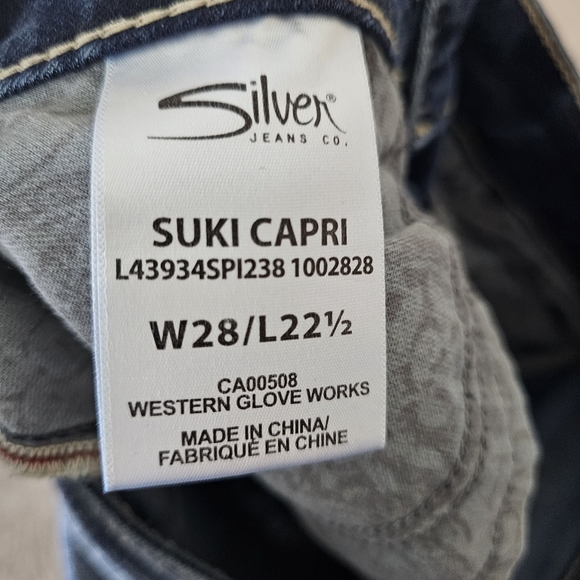 Silver®
JEANS CO.
SUKI CAPRI
L43934SPI238 1002828
W28/L22½
CA00508
WESTERN GLOVE WORKS
MADE IN CHINA/
FABRIQUÉ EN CHINE